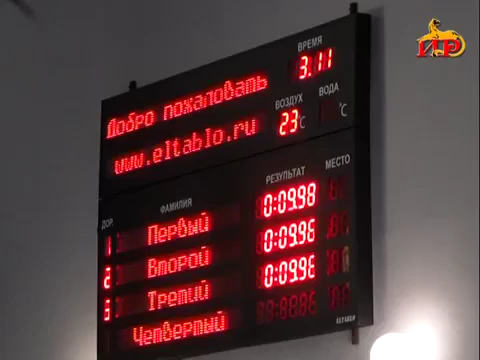 ИР
ВРЕМЯ
3.11
Добро пожаловать
ВОЗДУХ ВОДА
www.eltablo.ru
23°C °C
ДОР. ФАМИЛИЯ РЕЗУЛЬТАТ МЕСТО
1 Первый 0:09.98
2 Второй 0:09.96
Третий 0:09.96
Четвертый